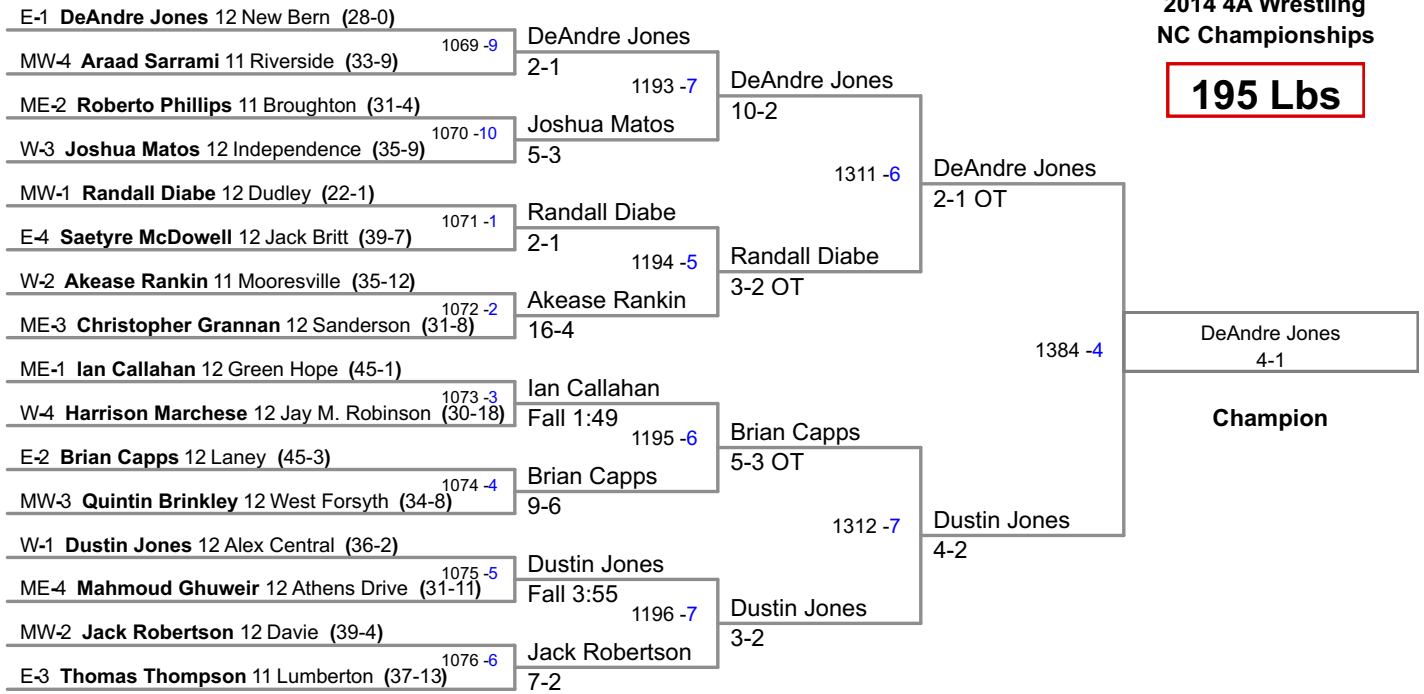 2014 4A Wrestling
NC Championships
195 Lbs
E-1 DeAndre Jones 12 New Bern (28-0)
1069 -9
MW-4 Araad Sarrami 11 Riverside (33-9)
ME-2 Roberto Phillips 11 Broughton (31-4)
1070 -10
W-3 Joshua Matos 12 Independence (35-9)
MW-1 Randall Diabe 12 Dudley (22-1)
1071 -1
E-4 Saetyre McDowell 12 Jack Britt (39-7)
W-2 Akease Rankin 11 Mooresville (35-12)
1072 -2
ME-3 Christopher Grannan 12 Sanderson (31-8)
ME-1 Ian Callahan 12 Green Hope (45-1)
1073 -3
W-4 Harrison Marchese 12 Jay M. Robinson (30-18)
E-2 Brian Capps 12 Laney (45-3)
1074 -4
MW-3 Quintin Brinkley 12 West Forsyth (34-8)
W-1 Dustin Jones 12 Alex Central (36-2)
1075 -5
ME-4 Mahmoud Ghuweir 12 Athens Drive (31-11)
MW-2 Jack Robertson 12 Davie (39-4)
1076 -6
E-3 Thomas Thompson 11 Lumberton (37-13)
DeAndre Jones
2-1
1193 -7
Joshua Matos
5-3
Randall Diabe
2-1
1194 -5
Akease Rankin
16-4
Ian Callahan
Fall 1:49
1195 -6
Brian Capps
9-6
Dustin Jones
Fall 3:55
1196 -7
Jack Robertson
7-2
DeAndre Jones
10-2
1311 -6
Randall Diabe
3-2 OT
Brian Capps
5-3 OT
1312 -7
Dustin Jones
3-2
DeAndre Jones
2-1 OT
1384 -4
Dustin Jones
4-2
DeAndre Jones
4-1
Champion